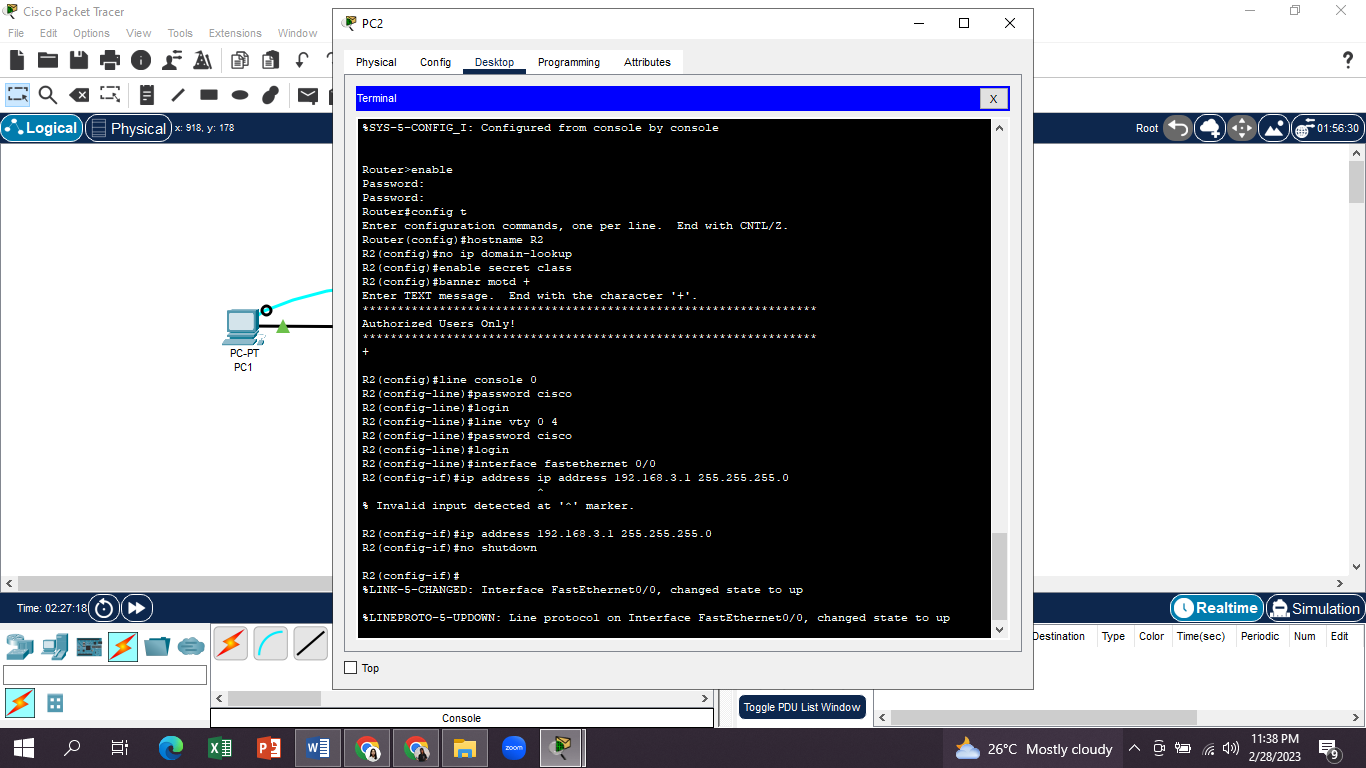 Cisco Packet Tracer
File Edit Options View Tools Extensions Window
PC2
Physical Config Desktop Programming Attributes
Terminal
X
Logical
Physical
x: 918, y: 178
Root
01:56:30
%SYS-5-CONFIG_I: Configured from console by console
Router>enable
Password:
Password:
Router#config t
Enter configuration commands, one per line.  End with CNTL/Z.
Router(config)#hostname R2
R2(config)#no ip domain-lookup
R2(config)#enable secret class
R2(config)#banner motd +
Enter TEXT message.  End with the character '+'.
*****************************************************************
Authorized Users Only!
*****************************************************************
+
R2(config)#line console 0
R2(config-line)#password cisco
R2(config-line)#login
R2(config-line)#line vty 0 4
R2(config-line)#password cisco
R2(config-line)#login
R2(config-line)#interface fastethernet 0/0
R2(config-if)#ip address ip address 192.168.3.1 255.255.255.0
^
% Invalid input detected at '^' marker.
R2(config-if)#ip address 192.168.3.1 255.255.255.0
R2(config-if)#no shutdown
R2(config-if)#
%LINK-5-CHANGED: Interface FastEthernet0/0, changed state to up
%LINEPROTO-5-UPDOWN: Line protocol on Interface FastEthernet0/0, changed state to up
PC-PT
PC1
Top
Time: 02:27:18
Realtime
Simulation
Destination Type Color Time(sec) Periodic Num Edit
Toggle PDU List Window
Console
zoom
26°C Mostly cloudy
11:38 PM
2/28/2023
9